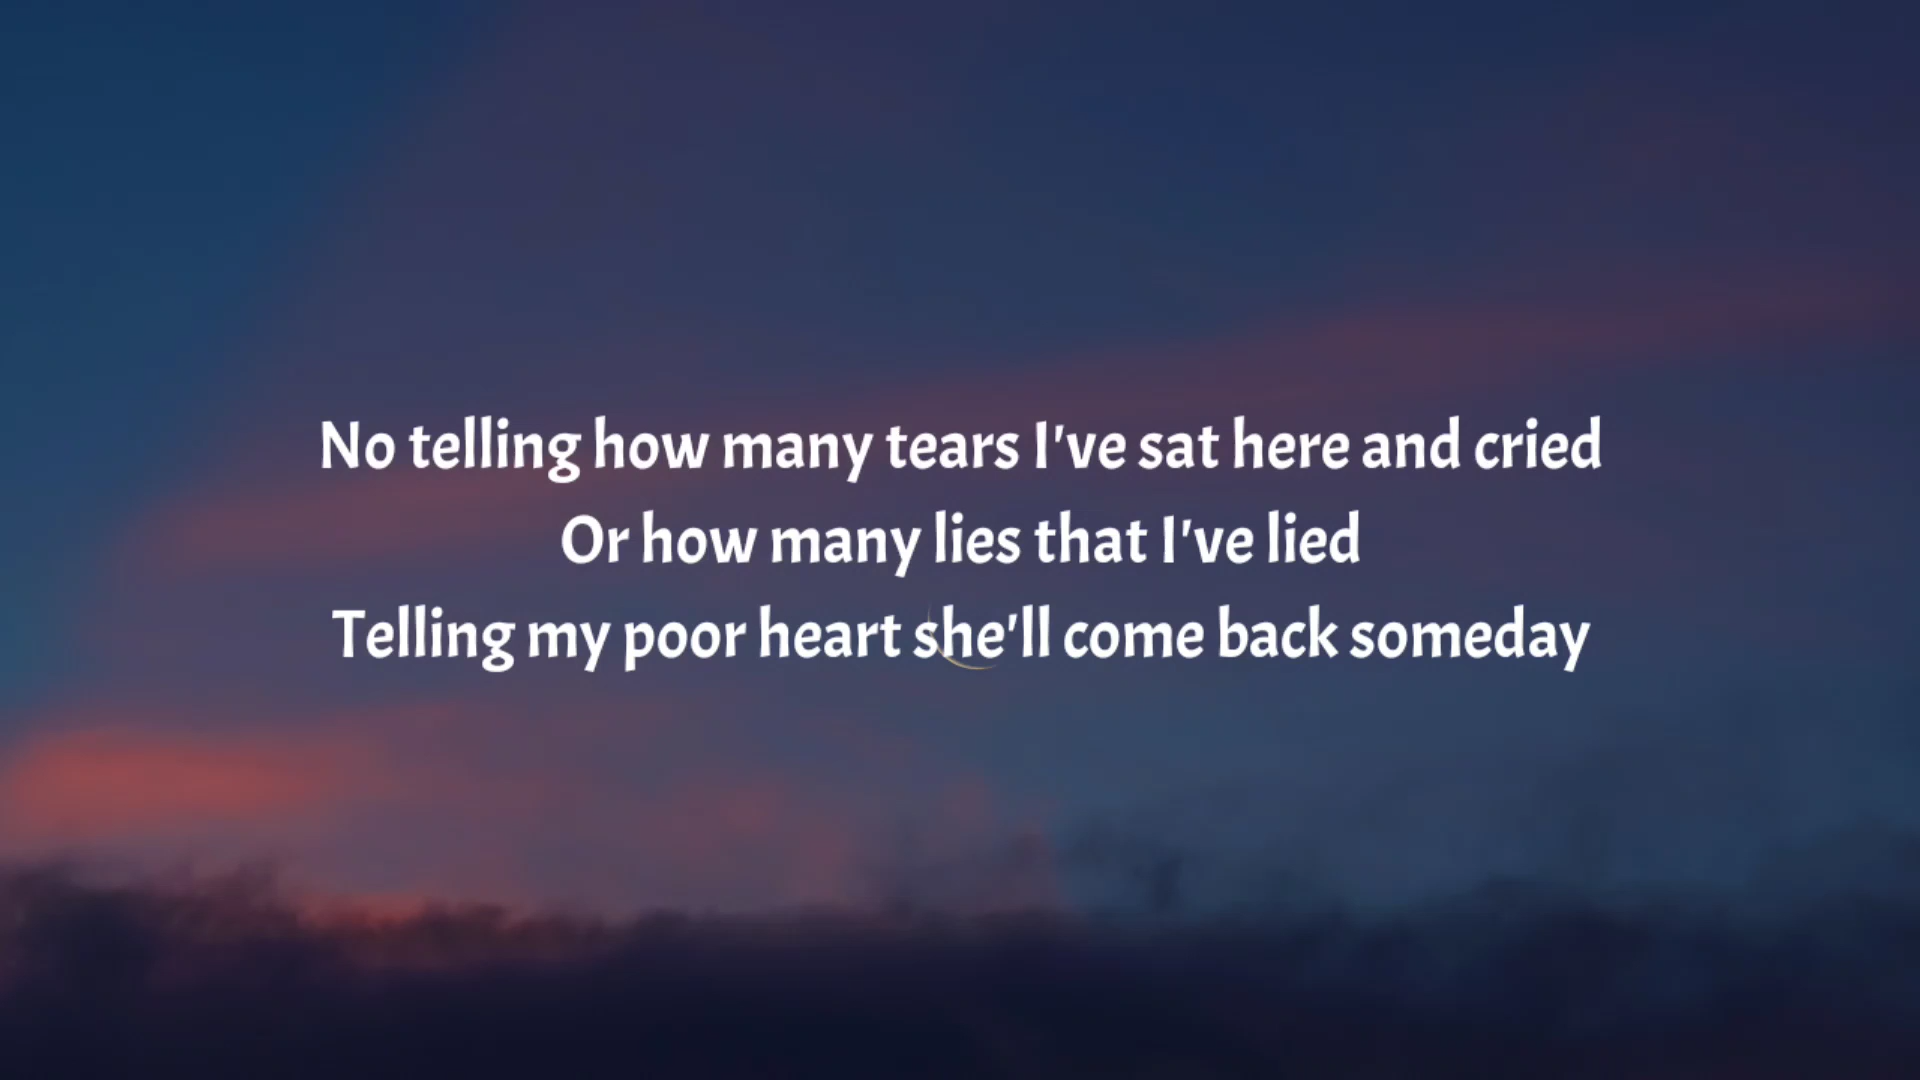 No telling how many tears I've sat here and cried
Or how many lies that I've lied
Telling my poor heart she'll come back someday